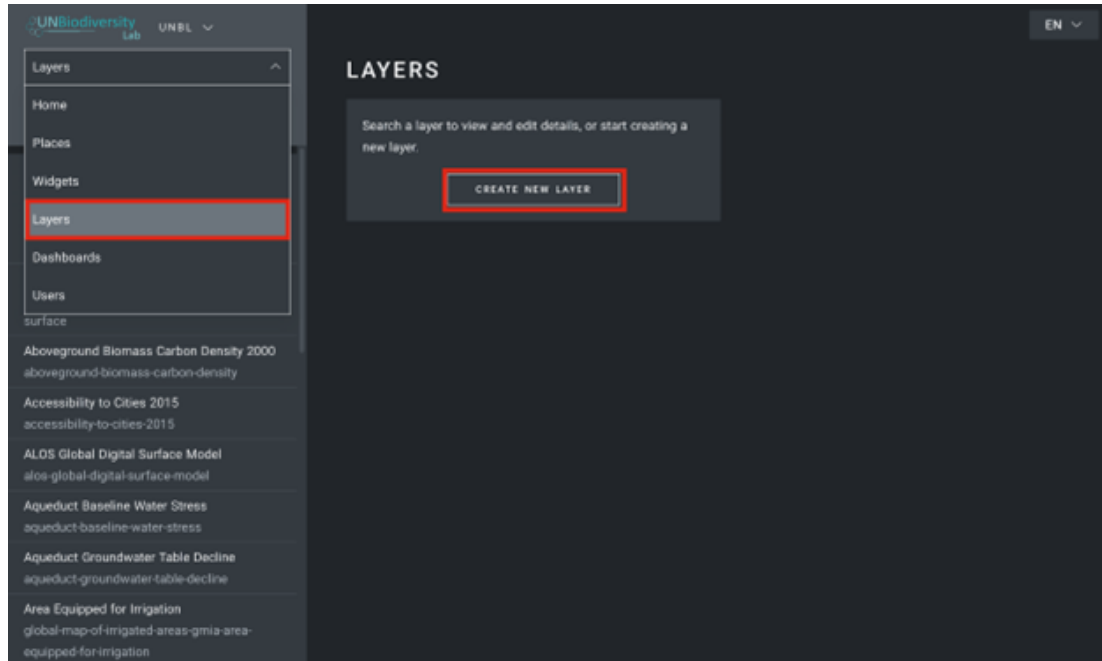 UNBiodiversity
Lab
UNBL
EN
Layers
Home
Places
Widgets
Layers
Dashboards
Users
surface
Aboveground Biomass Carbon Density 2000
aboveground-biomass-carbon-density
Accessibility to Cities 2015
accessibility-to-cities-2015
ALOS Global Digital Surface Model
alos-global-digital-surface-model
Aqueduct Baseline Water Stress
aqueduct-baseline-water-stress
Aqueduct Groundwater Table Decline
aqueduct-groundwater-table-decline
Area Equipped for Irrigation
global-map-of-irrigated-areas-gmia-area-
equipped-for-irrigation
LAYERS
Search a layer to view and edit details, or start creating a
new layer.
CREATE NEW LAYER